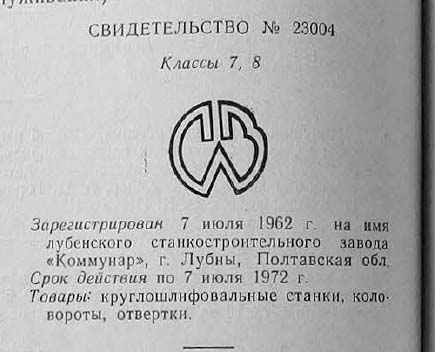 СВИДЕТЕЛЬСТВО № 23004
Классы 7, 8
Зарегистрирован 7 июля 1962 г. на имя
лубенского станкостроительного завода
«Коммунар», г. Лубны, Полтавская обл.
Срок действия по 7 июля 1972 г.
Товары: круглошлифовальные станки, коло-
вороты, отвертки.